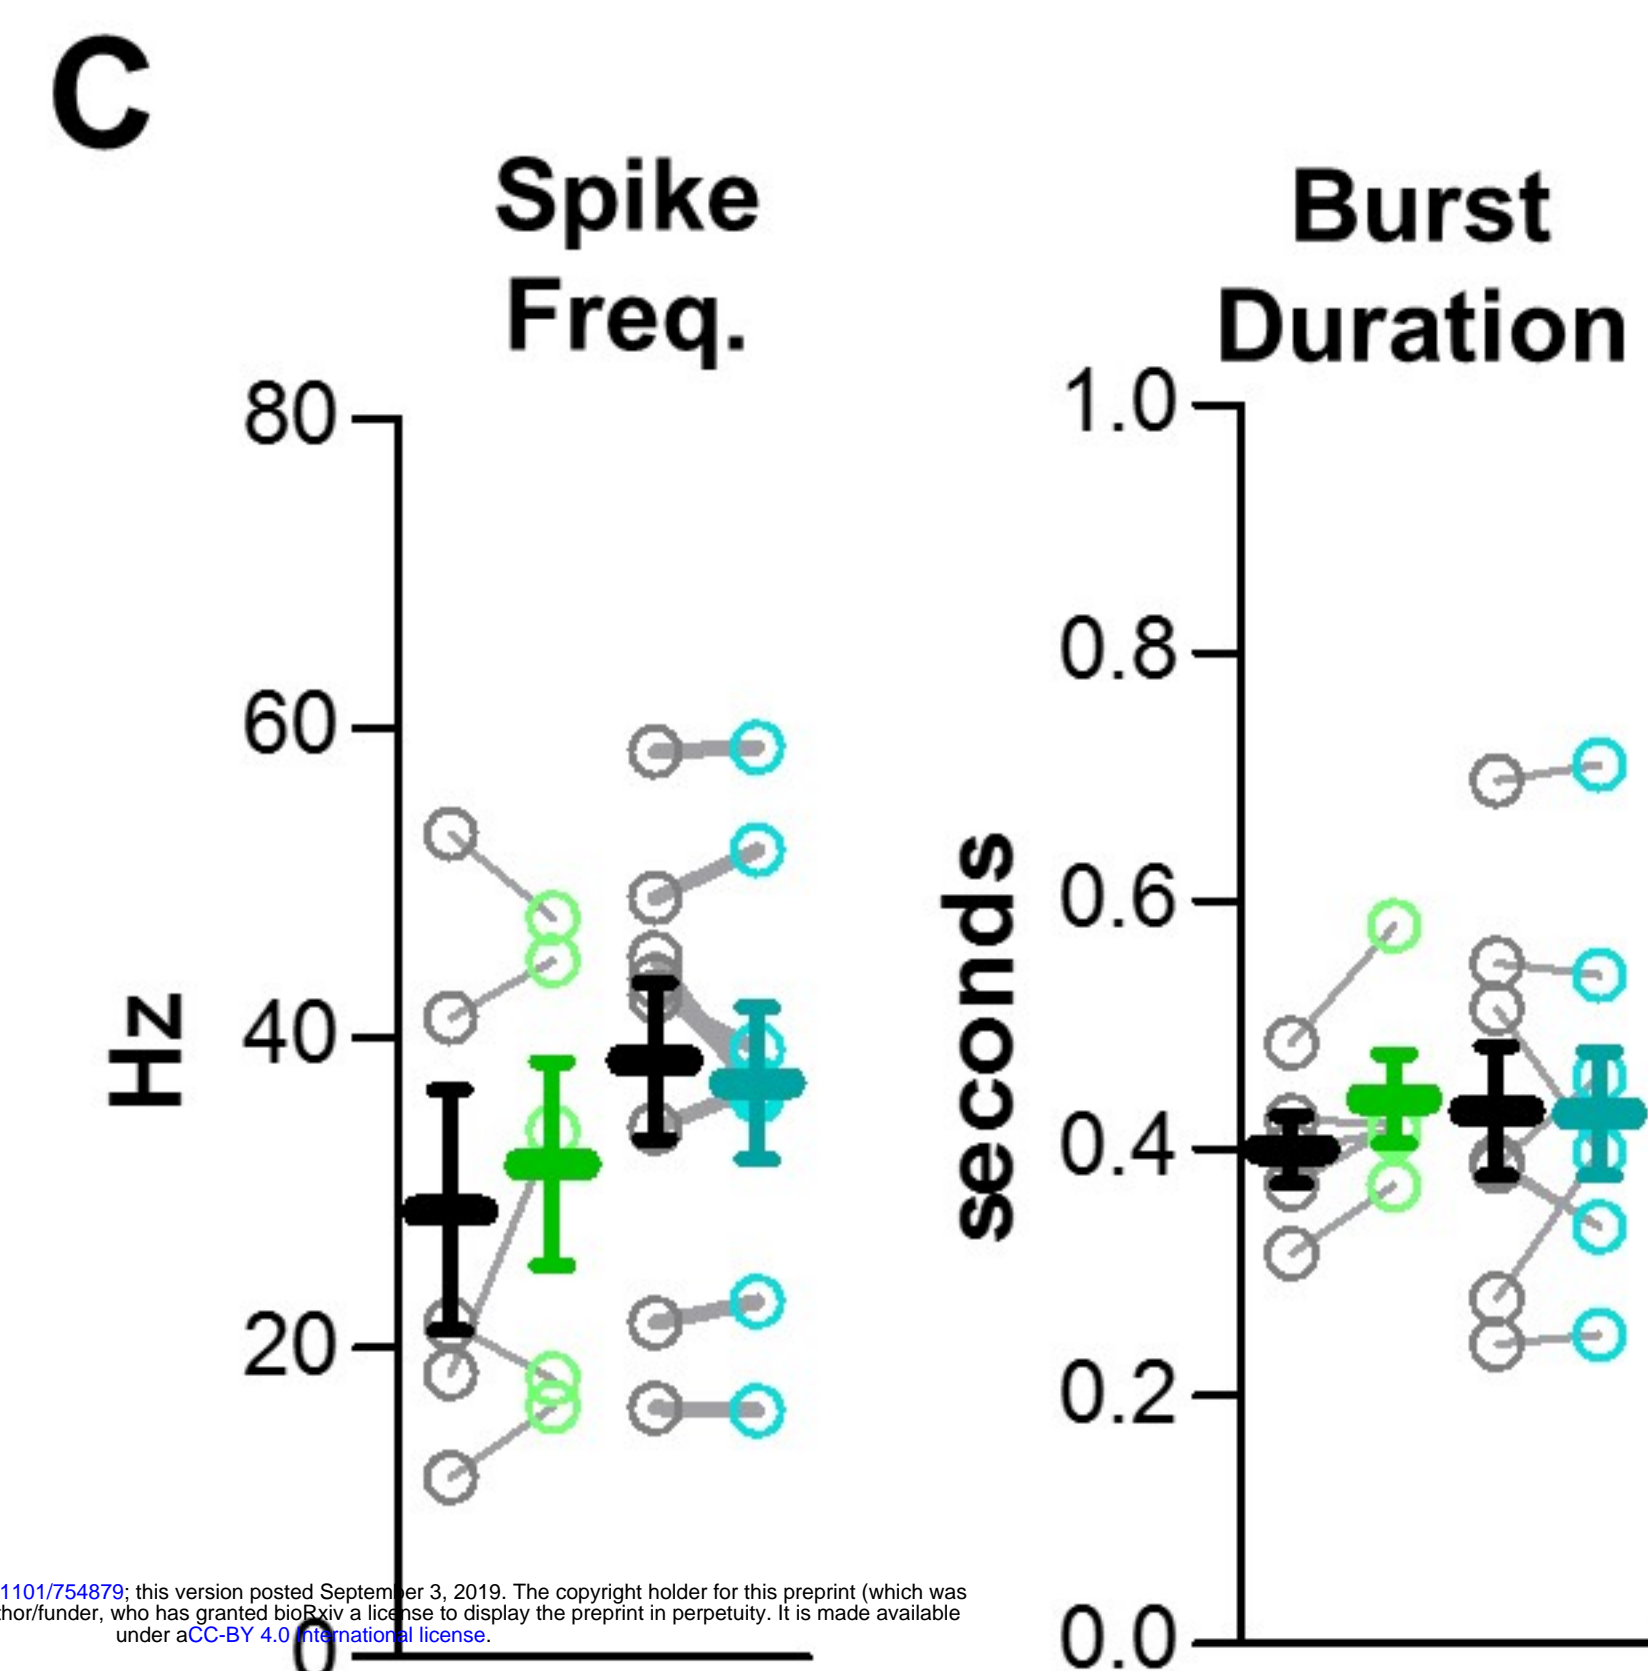 C
Spike
Freq.
Burst
Duration
80
60
40
20
0
Hz
1.0
0.8
0.6
0.4
0.2
0.0
seconds
1101/754879; this version posted September 3, 2019. The copyright holder for this preprint (which was
hor/funder, who has granted bioRxiv a license to display the preprint in perpetuity. It is made available
under aCC-BY 4.0 International license.